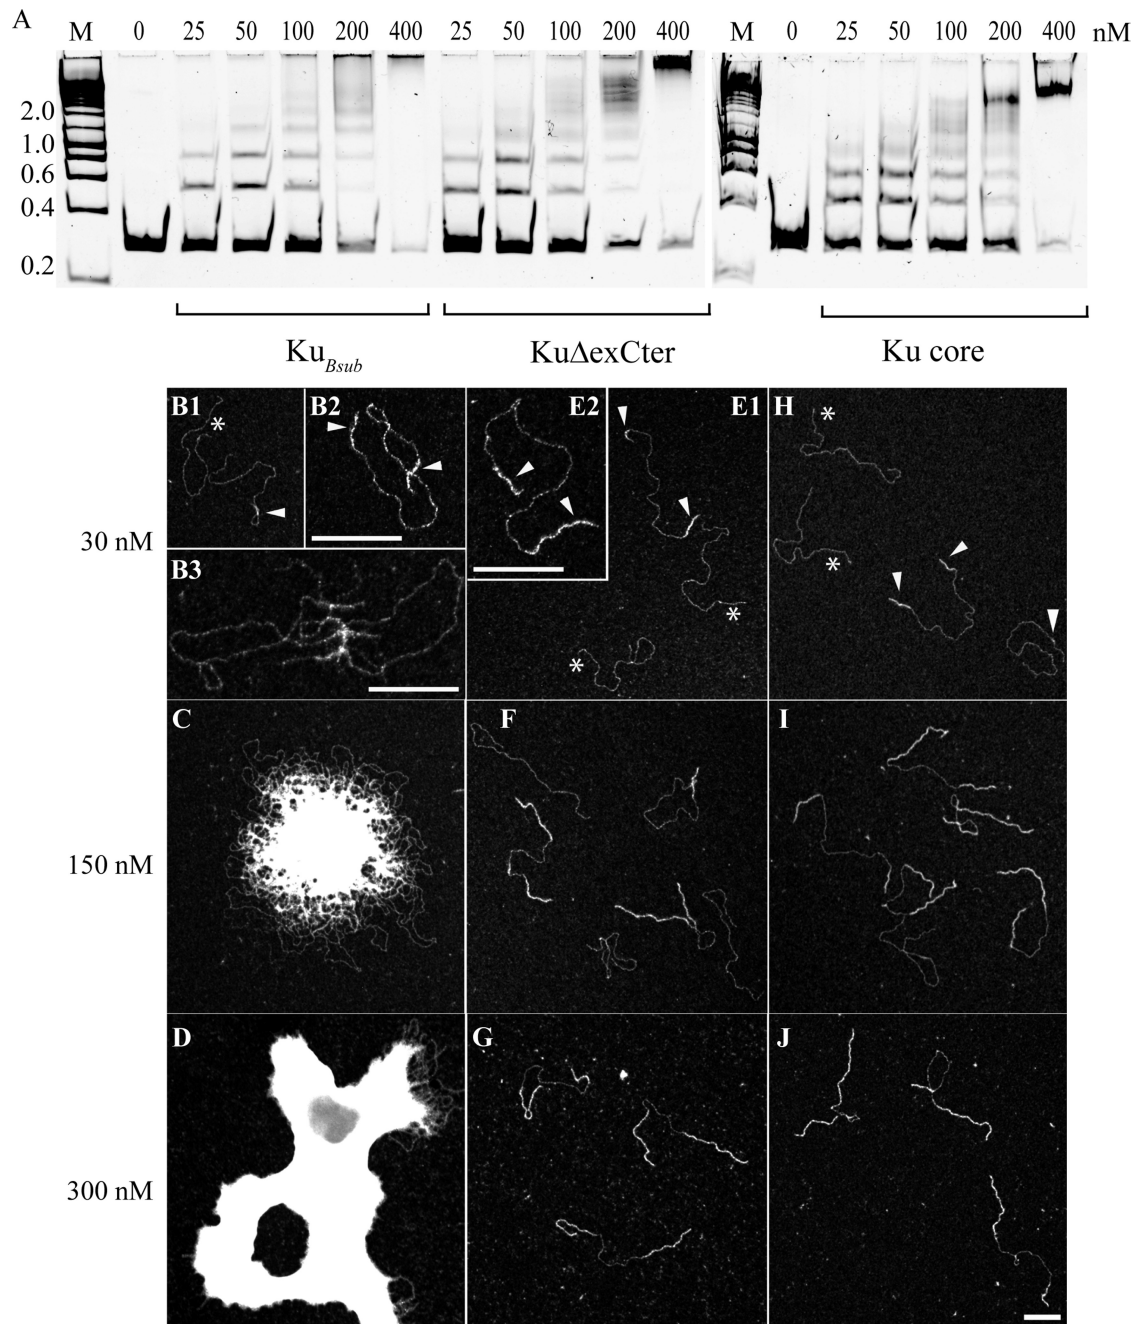 A
M 0 25 50 100 200 400 25 50 100 200 400 M 0 25 50 100 200 400 nM
2.0
1.0
0.6
0.4
0.2
Ku Bsub KuΔexCter Ku core
B1 * B2 E2 E1 H *
30 nM
B3 * * *
C F I
150 nM
D G J
300 nM